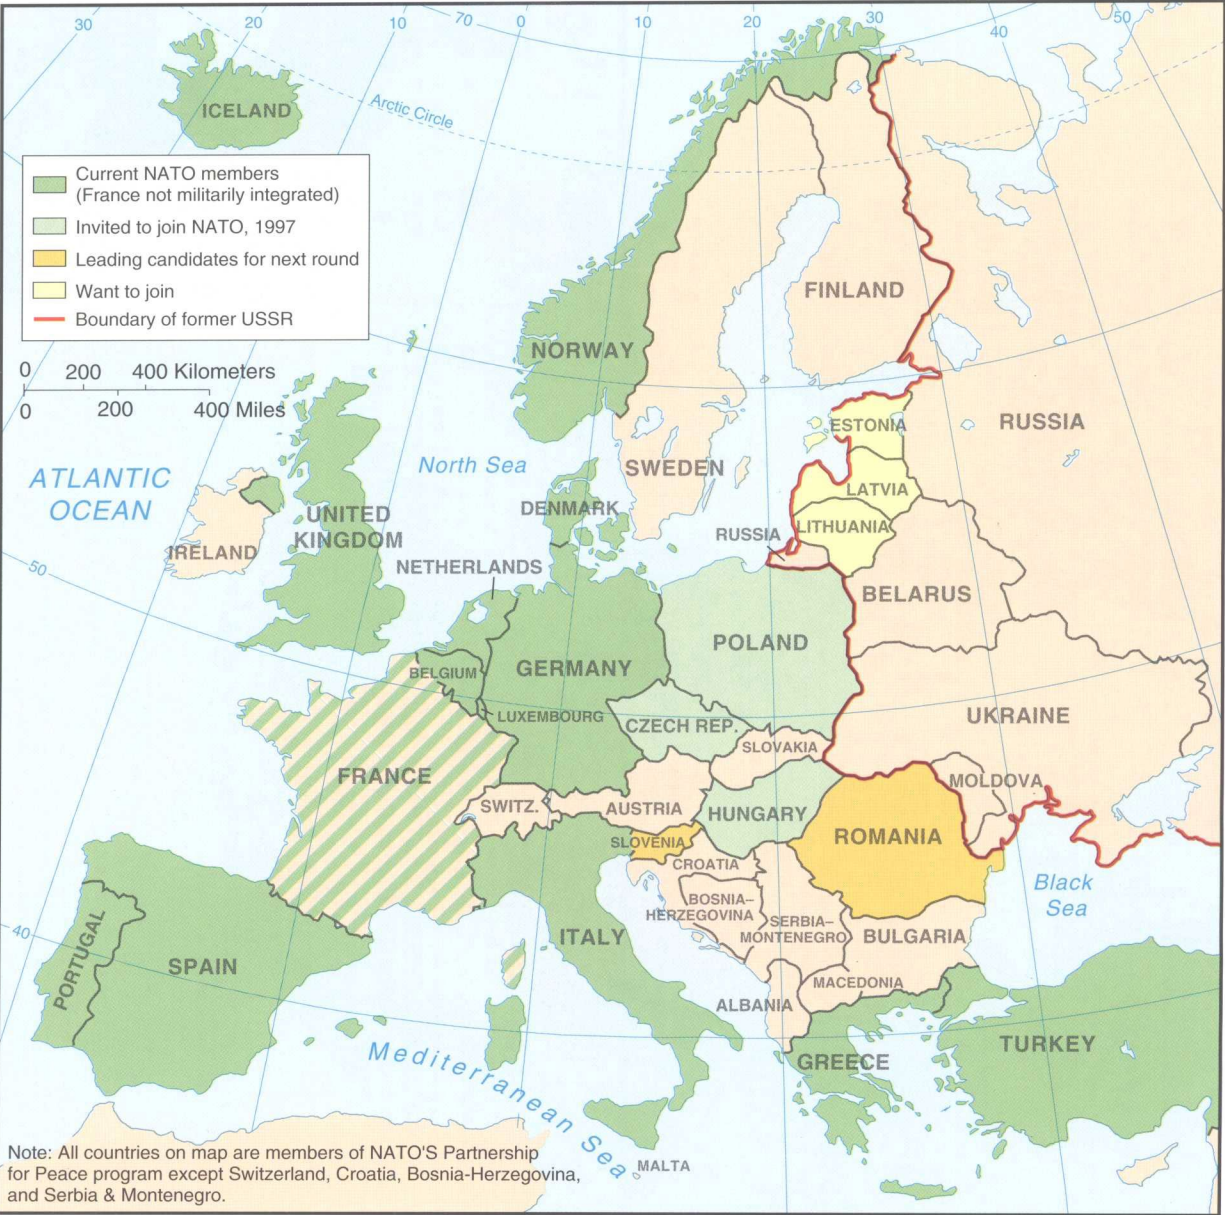 30
20
10
70
0
10
20
30
40
50
ICELAND
Arctic Circle
Current NATO members
(France not militarily integrated)
Invited to join NATO, 1997
Leading candidates for next round
Want to join
Boundary of former USSR
0 200 400 Kilometers
0 200 400 Miles
FINLAND
NORWAY
RUSSIA
ESTONIA
North Sea
SWEDEN
ATLANTIC
OCEAN
LATVIA
DENMARK
UNITED
KINGDOM
LITHUANIA
RUSSIA
IRELAND
NETHERLANDS
50
BELARUS
POLAND
GERMANY
BELGIUM
LUXEMBOURG
UKRAINE
CZECH REP.
SLOVAKIA
FRANCE
MOLDOVA
SWITZ.
AUSTRIA
HUNGARY
ROMANIA
SLOVENIA
CROATIA
Black
Sea
BOSNIA–
HERZEGOVINA
SERBIA–
MONTENEGRO
BULGARIA
40
PORTUGAL
SPAIN
ITALY
MACEDONIA
ALBANIA
TURKEY
GREECE
Mediterranean Sea
MALTA
Note: All countries on map are members of NATO'S Partnership
for Peace program except Switzerland, Croatia, Bosnia-Herzegovina,
and Serbia & Montenegro.